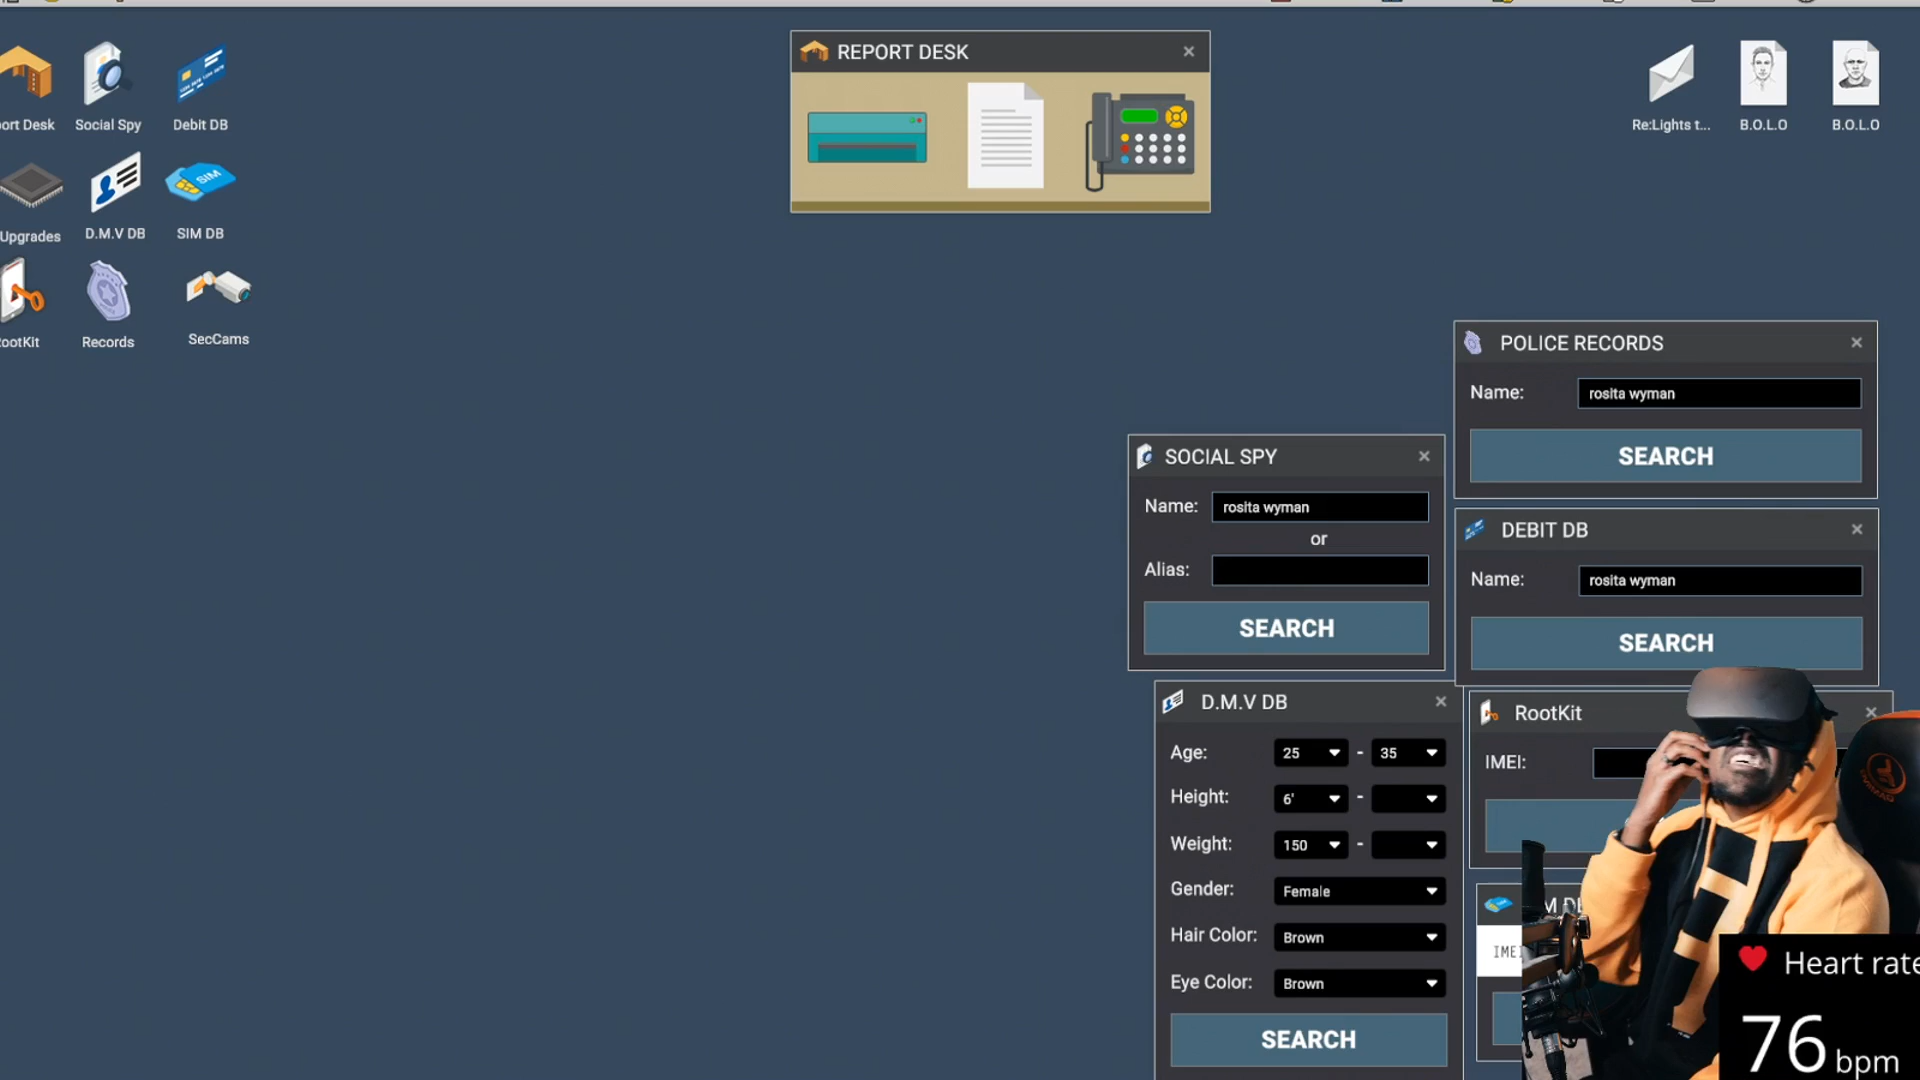 REPORT DESK
ort Desk
Social Spy
Debit DB
Re:Lights t...
B.O.L.O
B.O.L.O
Upgrades
D.M.V DB
SIM DB
SIM
ootKit
Records
SecCams
POLICE RECORDS
Name:
rosita wyman
SEARCH
SOCIAL SPY
Name:
rosita wyman
or
Alias:
SEARCH
DEBIT DB
Name:
rosita wyman
SEARCH
D.M.V DB
Age:
25
-
35
Height:
6'
-
Weight:
150
-
Gender:
Female
Hair Color:
Brown
Eye Color:
Brown
SEARCH
RootKit
IMEI:
M D
IMEI
Heart rate
76 bpm